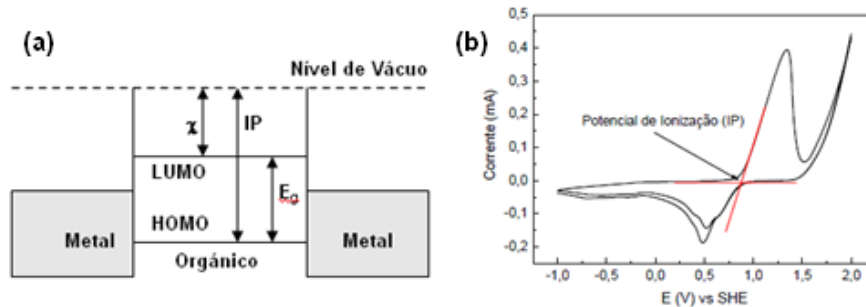 (a)
Nível de Vácuo
χ
IP
LUMO
Eg
HOMO
Metal
Metal
Orgánico
(b)
0,5
0,4
0,3
0,2
0,1
0,0
-0,1
-0,2
Corrente (mA)
Potencial de Ionização (IP)
-1,0 -0,5 0,0 0,5 1,0 1,5 2,0
E (V) vs SHE